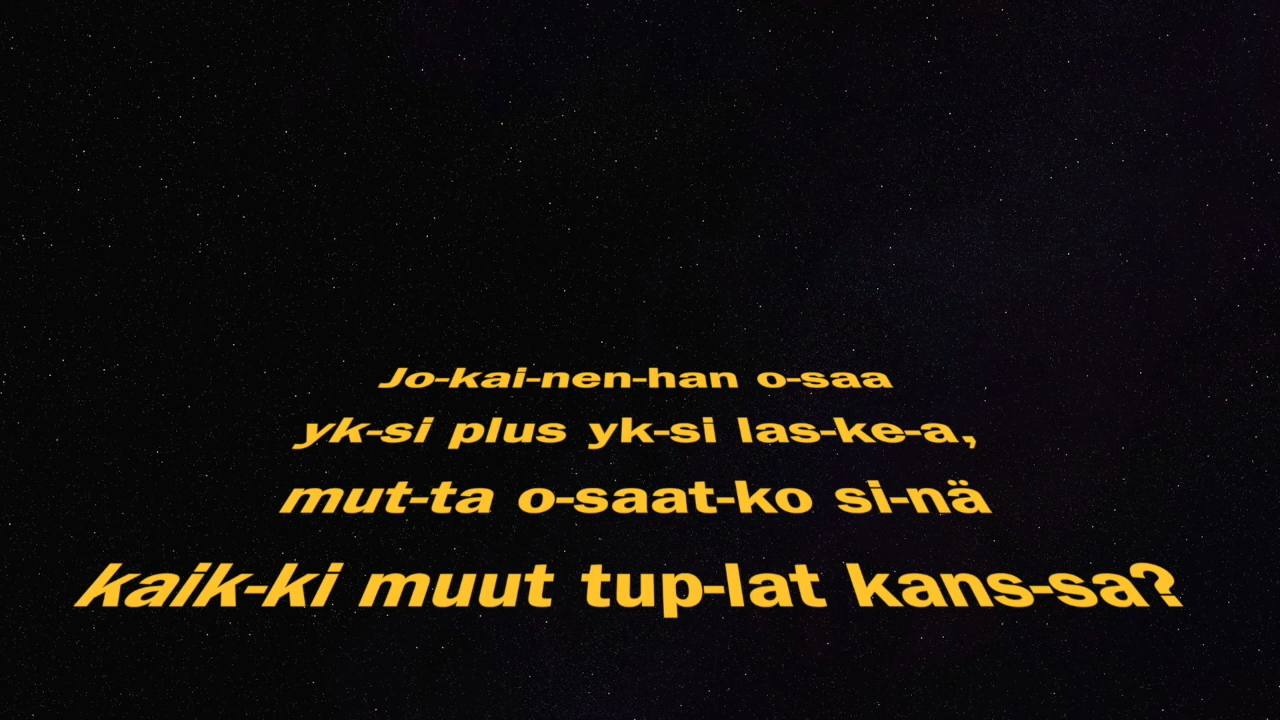 Jo-kai-nen-han o-saa
yk-si plus yk-si las-ke-a,
mut-ta o-saat-ko si-nä
kaik-ki muut tup-lat kans-sa?